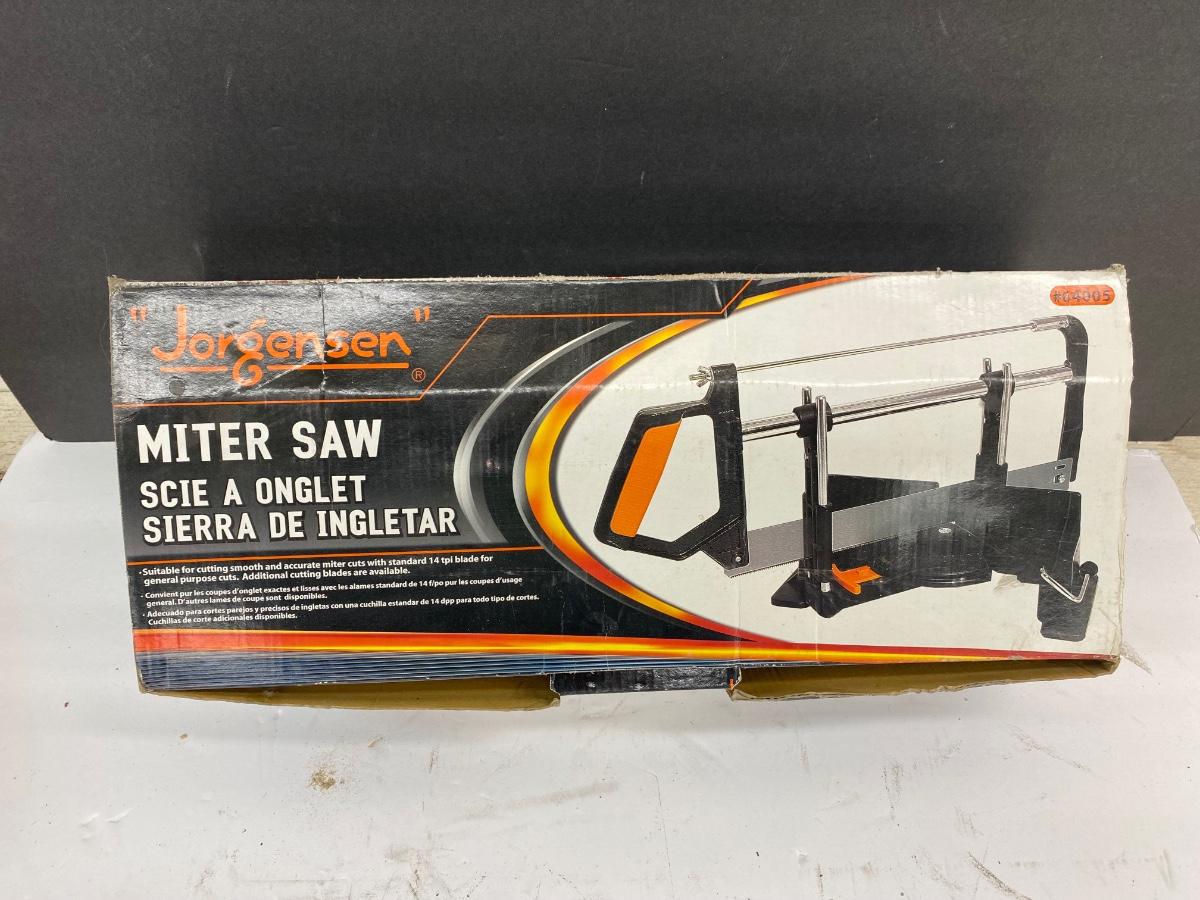 "Jorgensen"®
#64005
MITER SAW
SCIE A ONGLET
SIERRA DE INGLETAR
·Suitable for cutting smooth and accurate miter cuts with standard 14 tpi blade for
general purpose cuts. Additional cutting blades are available.
· Convient pur les coupes d'onglet exactes et lisses avec les alames standard de 14 f/po pur les coupes d'usage
general. D'autres lames de coupe sont disponibles.
· Adecuado para cortes parejos y precisos de ingletas con una cuchilla estandar de 14 dpp para todo tipo de cortes.
Cuchillas de corte adicionales disponibles.